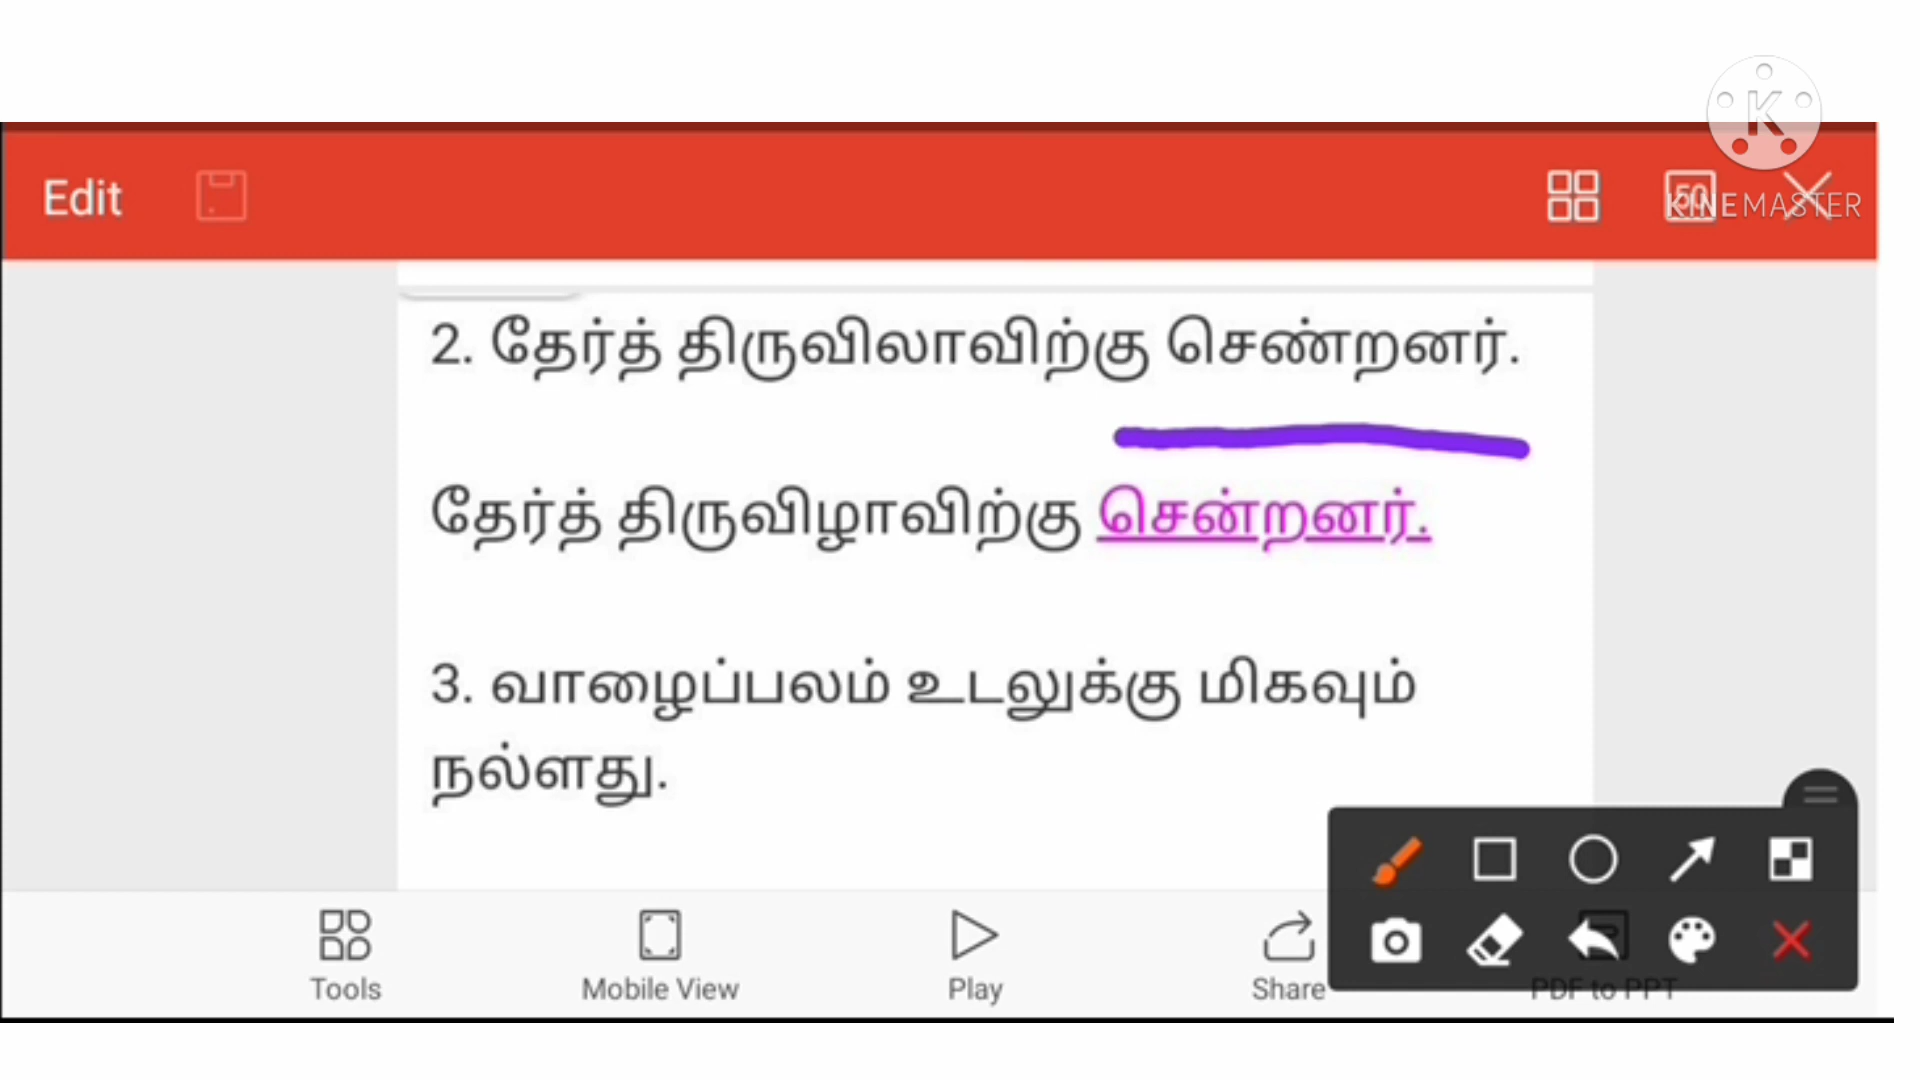 Edit
50
KINEMASTER
2. தேர்த் திருவிலாவிற்கு செண்றனர்.
தேர்த் திருவிழாவிற்கு சென்றனர்.
3. வாழைப்பலம் உடலுக்கு மிகவும்
நல்ளது.
Tools
Mobile View
Play
Share
PDF to PPT